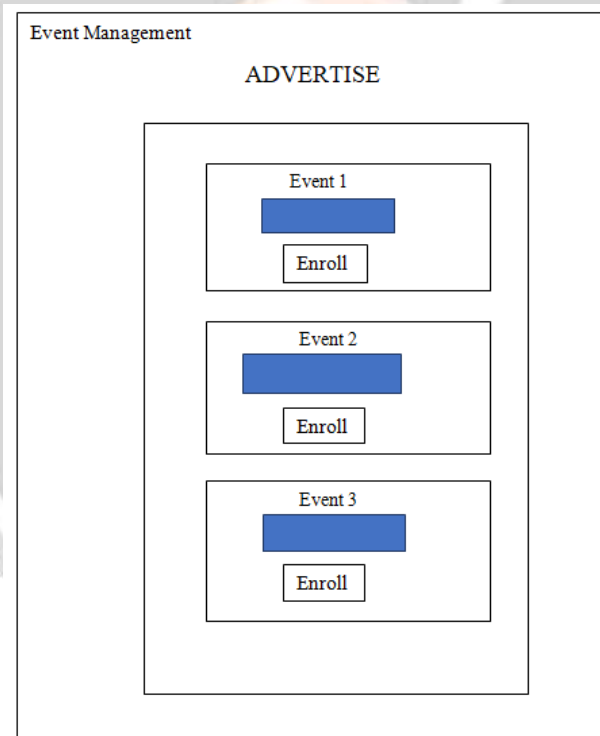 Event Management
ADVERTISE
Event 1
Enroll
Event 2
Enroll
Event 3
Enroll